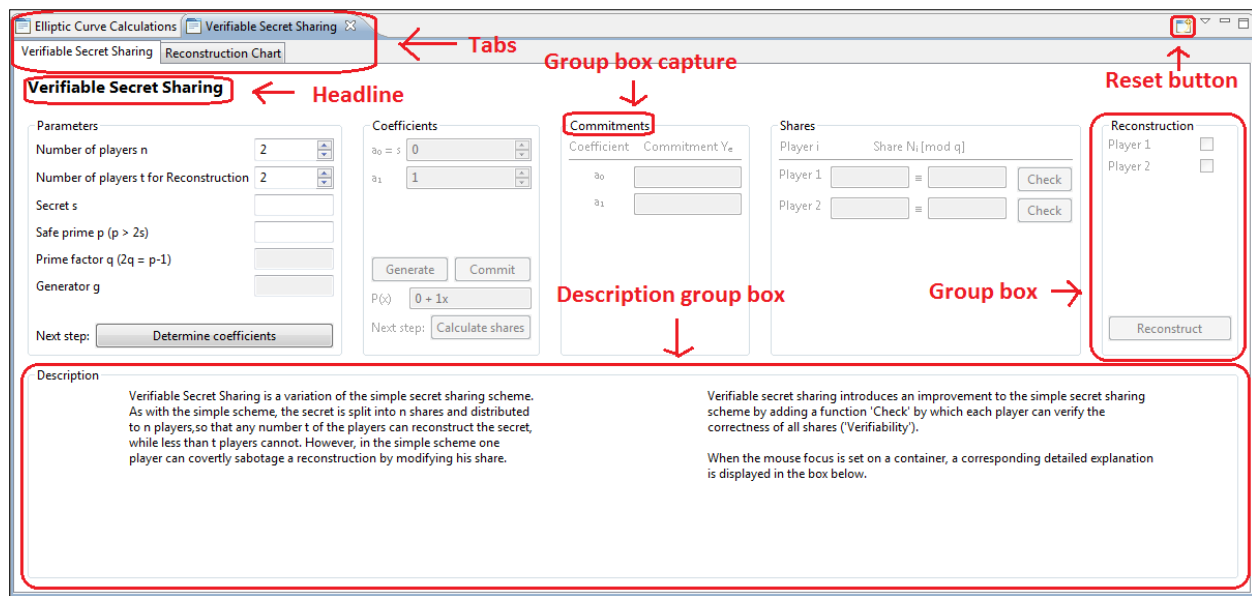 Elliptic Curve Calculations Verifiable Secret Sharing
Verifiable Secret Sharing Reconstruction Chart
Tabs
Group box capture
Reset button
Verifiable Secret Sharing
Headline
Parameters
Number of players n 2
Number of players t for Reconstruction 2
Secret s
Safe prime p (p > 2s)
Prime factor q (2q = p-1)
Generator g
Next step: Determine coefficients
Coefficients
a₀ = s 0
a₁ 1
Generate Commit
P(x) 0 + 1x
Next step: Calculate shares
Commitments
Coefficient Commitment Yₑ
a₀
a₁
Shares
Player i Share Nᵢ [mod q]
Player 1 ≡ Check
Player 2 ≡ Check
Reconstruction
Player 1
Player 2
Reconstruct
Description group box
Group box
Description
Verifiable Secret Sharing is a variation of the simple secret sharing scheme.
As with the simple scheme, the secret is split into n shares and distributed
to n players,so that any number t of the players can reconstruct the secret,
while less than t players cannot. However, in the simple scheme one
player can covertly sabotage a reconstruction by modifying his share.
Verifiable secret sharing introduces an improvement to the simple secret sharing
scheme by adding a function 'Check' by which each player can verify the
correctness of all shares ('Verifiability').
When the mouse focus is set on a container, a corresponding detailed explanation
is displayed in the box below.